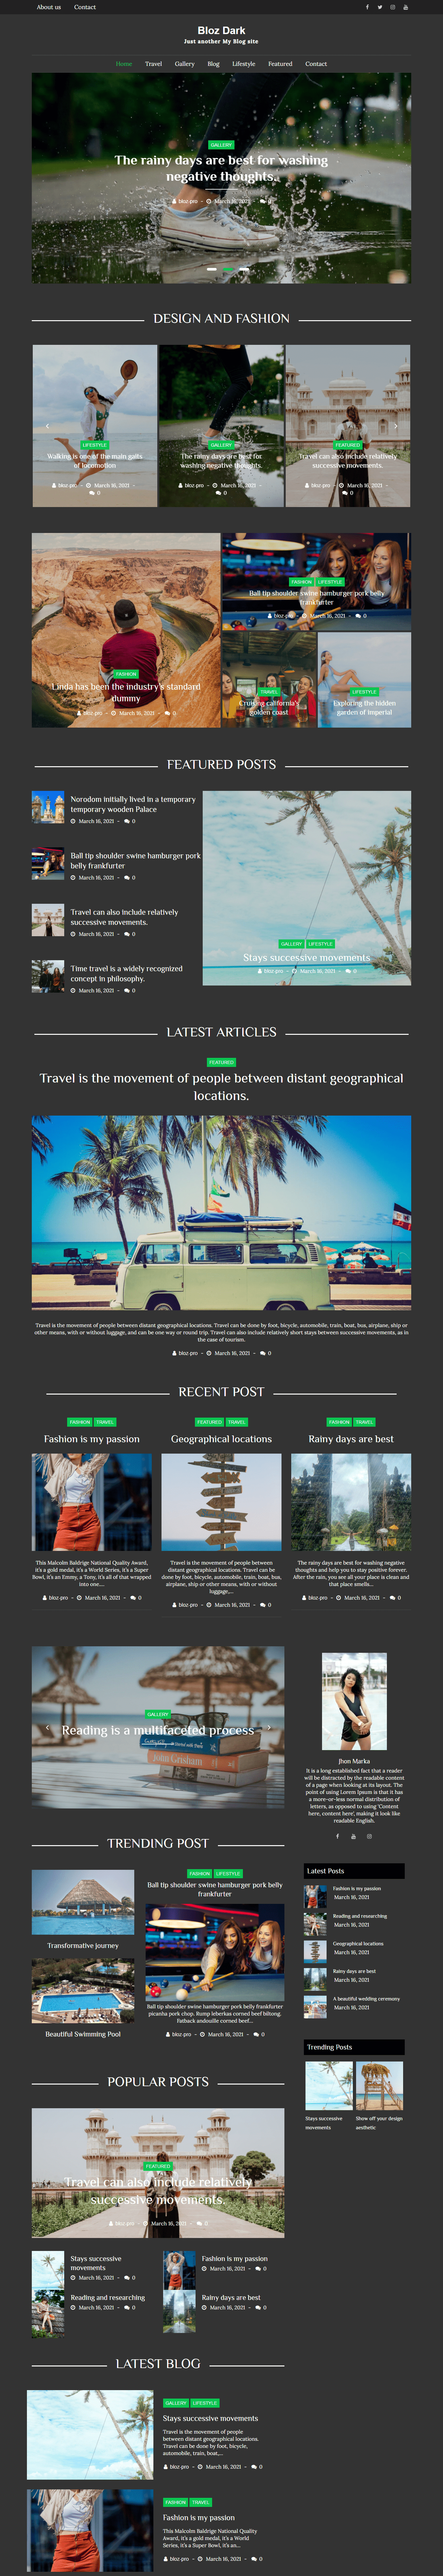 About us Contact
Bloz Dark
Just another My Blog site
Home Travel Gallery Blog Lifestyle Featured Contact
GALLERY
The rainy days are best for washing
negative thoughts.
bloz-pro - March 16, 2021 - 0
DESIGN AND FASHION
LIFESTYLE
Walking is one of the main gaits
of locomotion
bloz-pro - March 16, 2021 -
0
GALLERY
The rainy days are best for
washing negative thoughts.
bloz-pro - March 16, 2021 -
0
FEATURED
Travel can also include relatively
successive movements.
bloz-pro - March 16, 2021 -
0
FASHION
Linda has been the industry's standard
dummy
bloz-pro - March 16, 2021 - 0
FASHION LIFESTYLE
Ball tip shoulder swine hamburger pork belly
frankfurter
bloz-pro - March 16, 2021 - 0
TRAVEL
Cruising california's
golden coast
LIFESTYLE
Exploring the hidden
garden of imperial
FEATURED POSTS
Norodom initially lived in a temporary
temporary wooden Palace
March 16, 2021 - 0
Ball tip shoulder swine hamburger pork
belly frankfurter
March 16, 2021 - 0
Travel can also include relatively
successive movements.
March 16, 2021 - 0
Time travel is a widely recognized
concept in philosophy.
March 16, 2021 - 0
GALLERY LIFESTYLE
Stays successive movements
bloz-pro - March 16, 2021 - 0
LATEST ARTICLES
FEATURED
Travel is the movement of people between distant geographical
locations.
Travel is the movement of people between distant geographical locations. Travel can be done by foot, bicycle, automobile, train, boat, bus, airplane, ship or
other means, with or without luggage, and can be one way or round trip. Travel can also include relatively short stays between successive movements, as in
the case of tourism.
bloz-pro - March 16, 2021 - 0
RECENT POST
FASHION TRAVEL
Fashion is my passion
This Malcolm Baldrige National Quality Award,
it's a gold medal, it's a World Series, it's a Super
Bowl, it's an Emmy, a Tony, it's all of that wrapped
into one....
bloz-pro - March 16, 2021 - 0
FEATURED TRAVEL
Geographical locations
Travel is the movement of people between
distant geographical locations. Travel can be
done by foot, bicycle, automobile, train, boat, bus,
airplane, ship or other means, with or without
luggage,...
bloz-pro - March 16, 2021 - 0
FASHION TRAVEL
Rainy days are best
The rainy days are best for washing negative
thoughts and help you to stay positive forever.
After the rain, you see all your place is clean and
that place smells...
bloz-pro - March 16, 2021 - 0
GALLERY
Reading is a multifaceted process
John Grisham
Jhon Marka
It is a long established fact that a reader
will be distracted by the readable content
of a page when looking at its layout. The
point of using Lorem Ipsum is that it has
a more-or-less normal distribution of
letters, as opposed to using 'Content
here, content here', making it look like
readable English.
TRENDING POST
Transformative journey
Beautiful Swimming Pool
FASHION LIFESTYLE
Ball tip shoulder swine hamburger pork belly
frankfurter
Ball tip shoulder swine hamburger pork belly frankfurter
picanha pork chop. Rump leberkas corned beef biltong.
Fatback andouille corned beef...
bloz-pro - March 16, 2021 - 0
Latest Posts
Fashion is my passion
March 16, 2021
Reading and researching
March 16, 2021
Geographical locations
March 16, 2021
Rainy days are best
March 16, 2021
A beautiful wedding ceremony
March 16, 2021
Trending Posts
Stays successive
movements
Show off your design
aesthetic
POPULAR POSTS
FEATURED
Travel can also include relatively
successive movements.
bloz-pro - March 16, 2021 - 0
Stays successive
movements
March 16, 2021 - 0
Fashion is my passion
March 16, 2021 - 0
Reading and researching
March 16, 2021 - 0
Rainy days are best
March 16, 2021 - 0
LATEST BLOG
GALLERY LIFESTYLE
Stays successive movements
Travel is the movement of people
between distant geographical locations.
Travel can be done by foot, bicycle,
automobile, train, boat,...
bloz-pro - March 16, 2021 - 0
FASHION TRAVEL
Fashion is my passion
This Malcolm Baldrige National Quality
Award, it's a gold medal, it's a World
Series, it's a Super Bowl, it's an...
bloz-pro - March 16, 2021 - 0